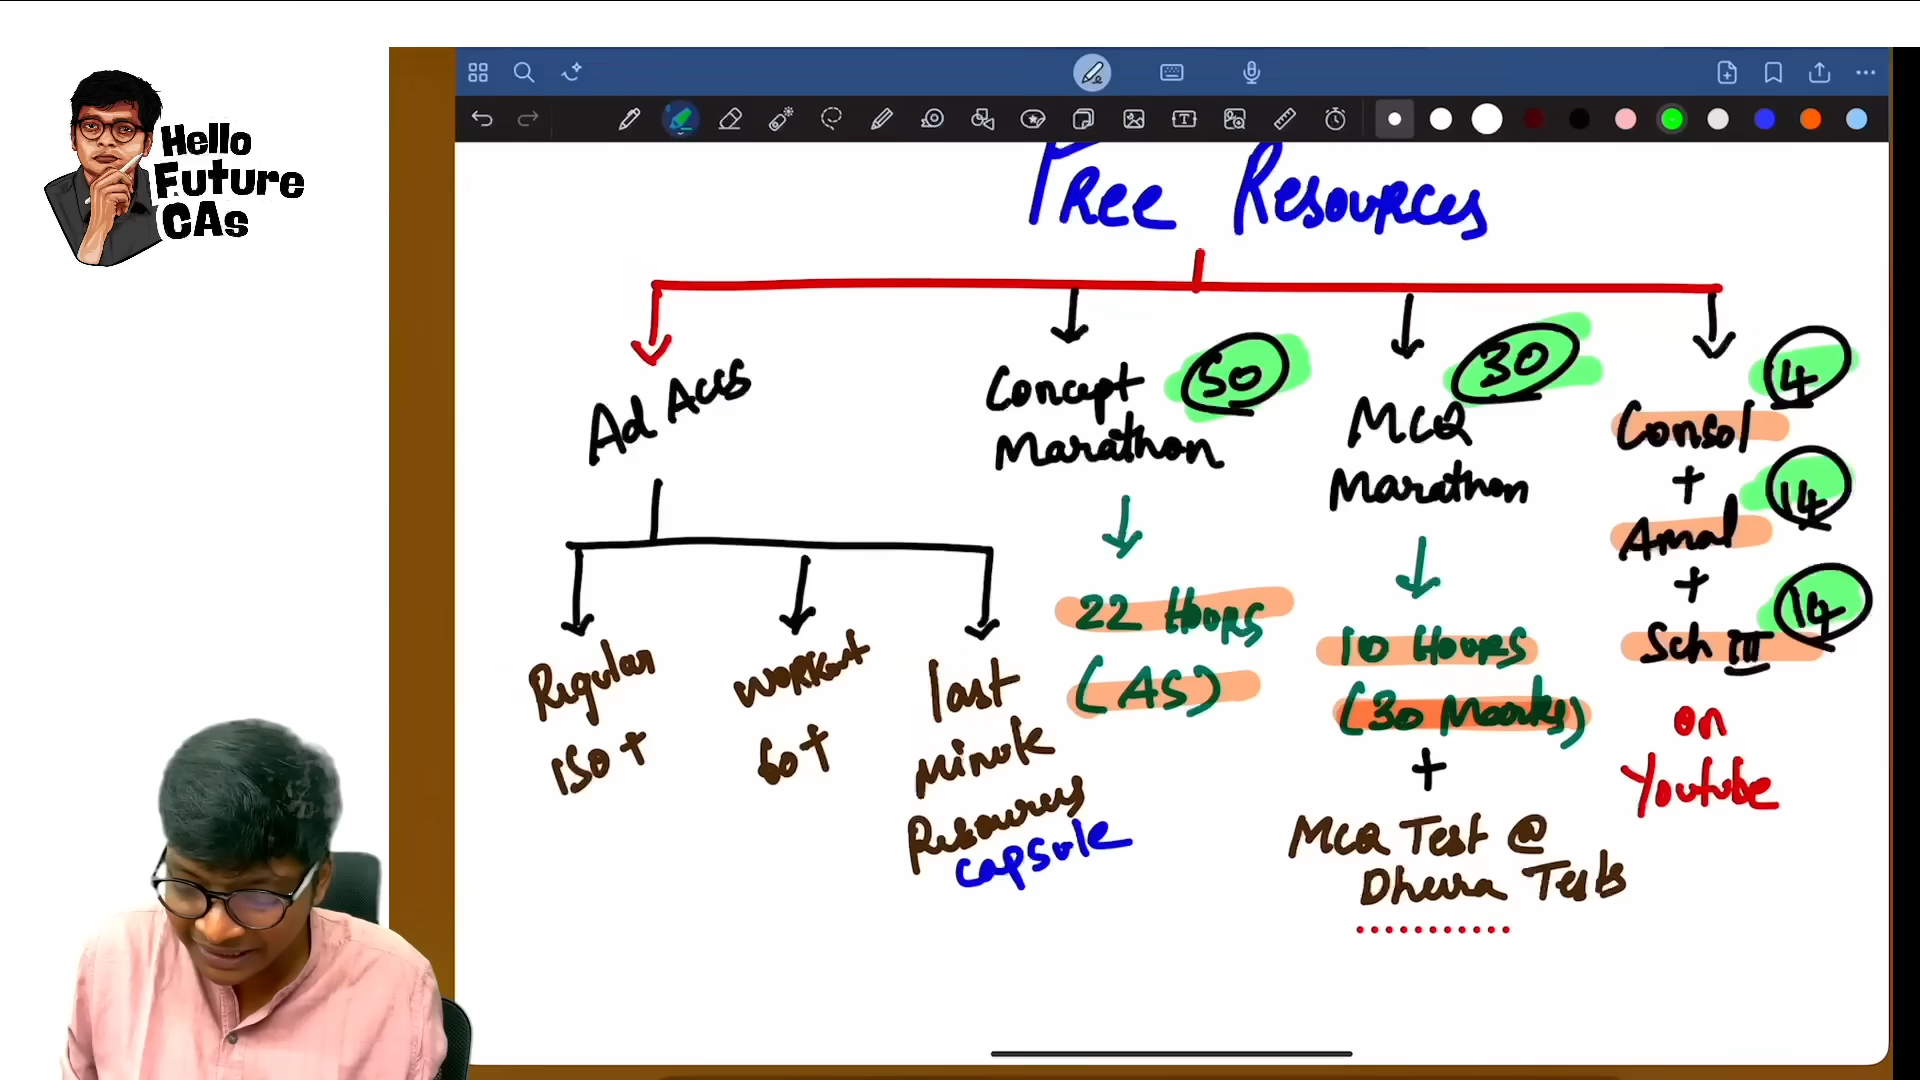 Hello
Future
CAs
Free Resources
Ad Accs
Regular
150+
Workout
60+
last
minute
Resources
capsule
Concept
Marathon
50
22 Hours
(AS)
MCQ
Marathon
30
10 Hours
(30 Marks)
+
MCQ Test @
Dheera Tests
Consol
4
+
Amal
14
+
Sch III
14
on
Youtube